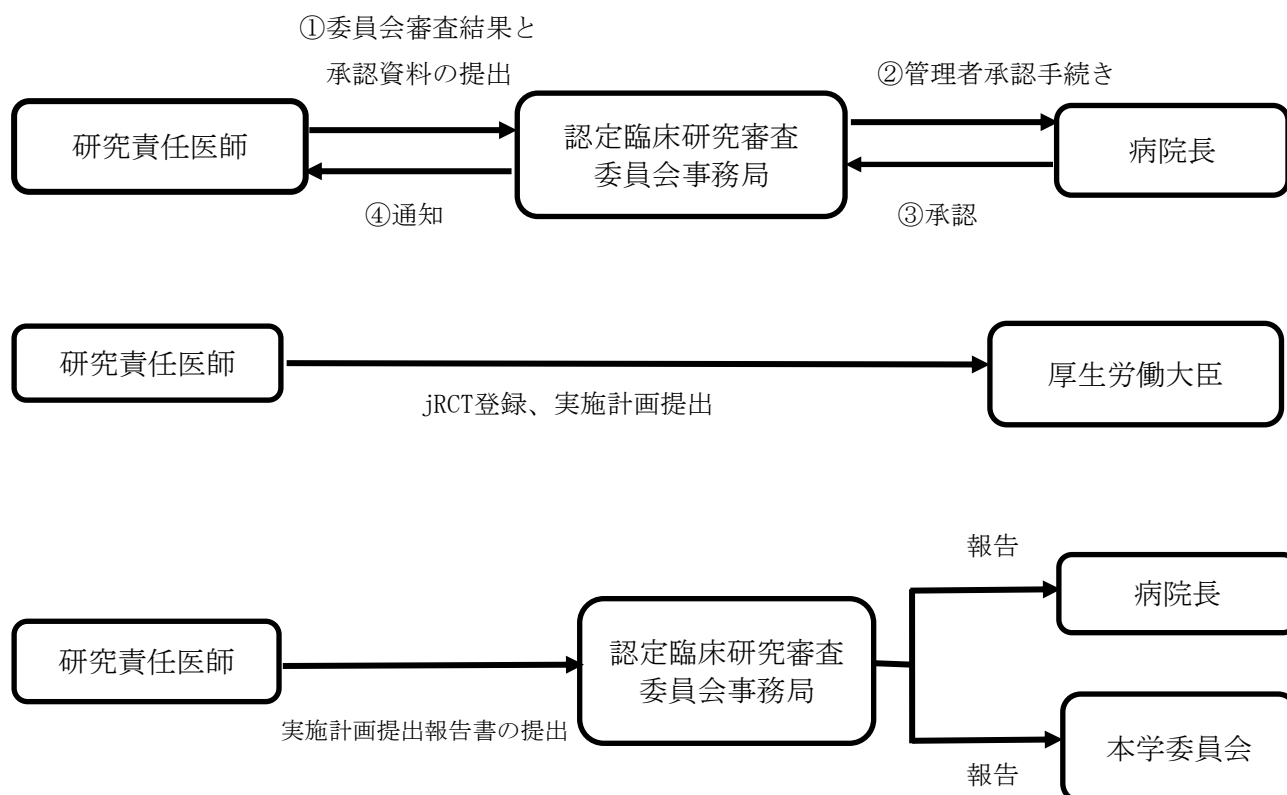 ①委員会審査結果と
承認資料の提出
②管理者承認手続き
研究責任医師
認定臨床研究審査
委員会事務局
病院長
④通知
③承認
研究責任医師
厚生労働大臣
jRCT登録、実施計画提出
報告
病院長
研究責任医師
認定臨床研究審査
委員会事務局
実施計画提出報告書の提出
本学委員会
報告